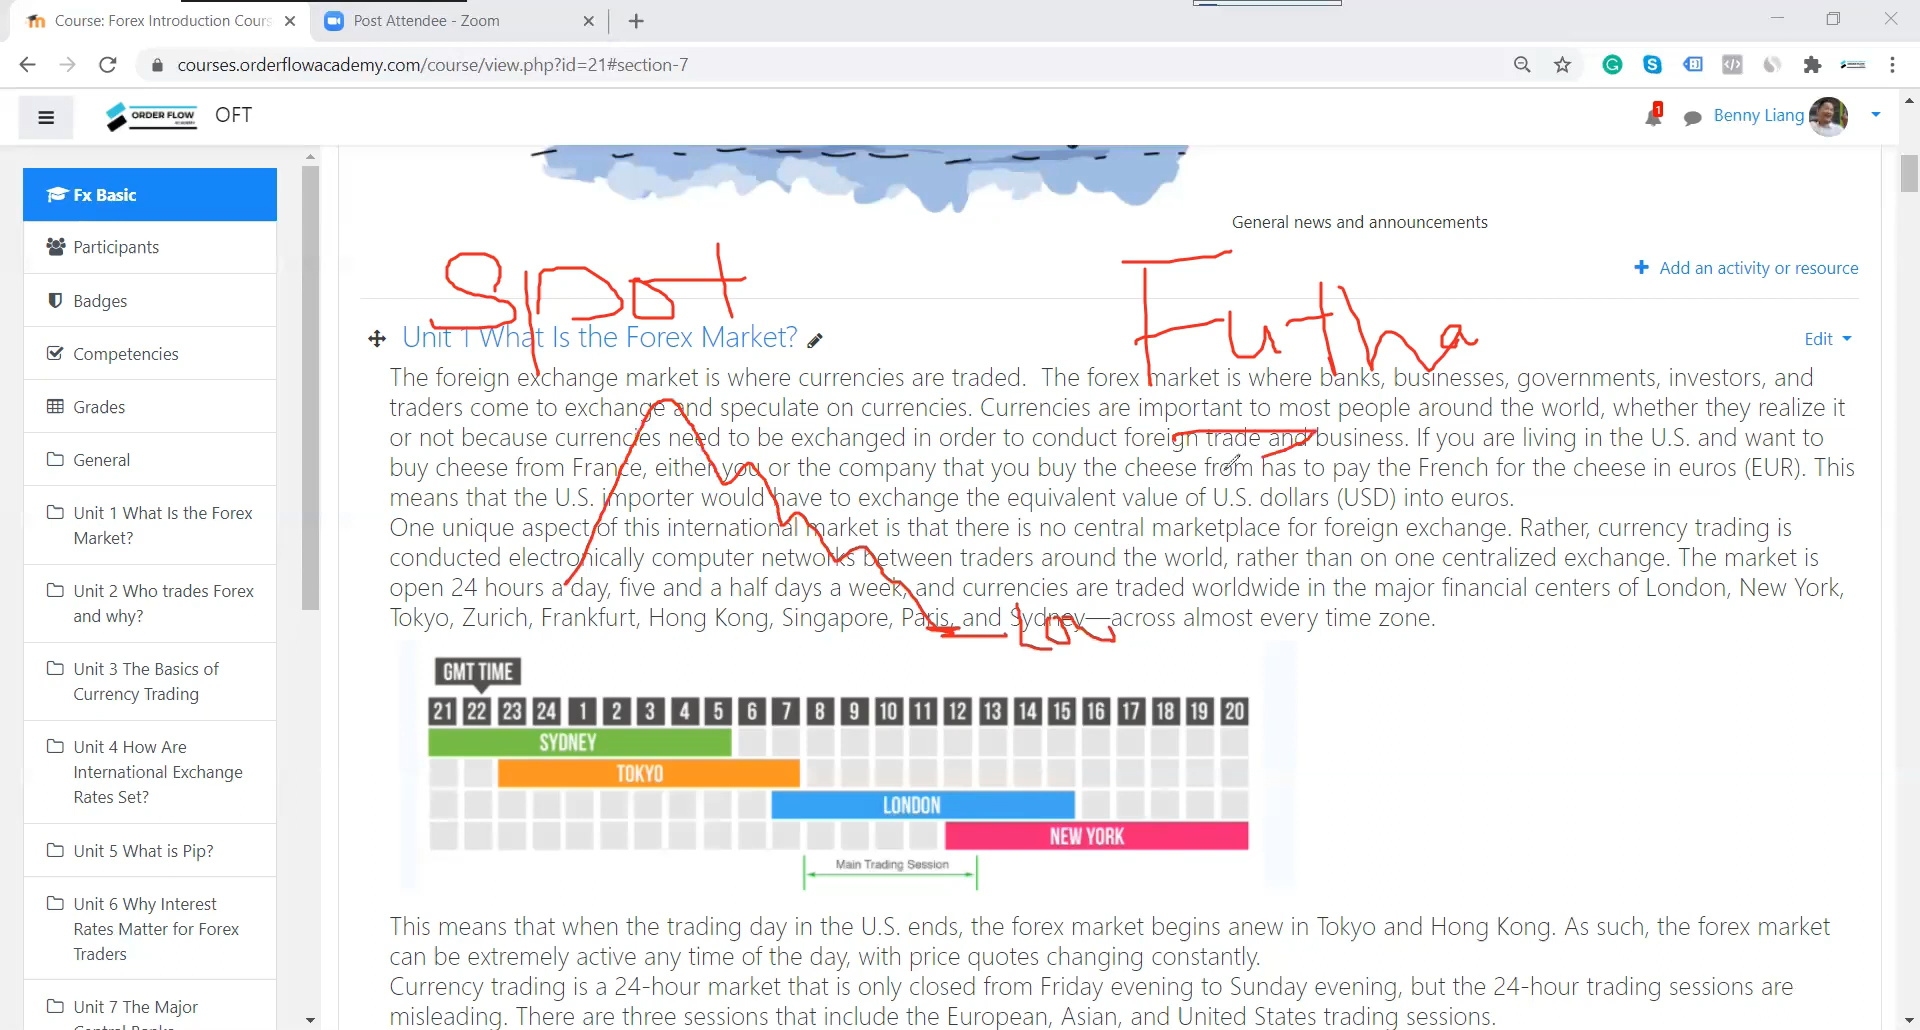 Course: Forex Introduction Cours
Post Attendee - Zoom
courses.orderflowacademy.com/course/view.php?id=21#section-7
ORDER FLOW
ACADEMY
OFT
1
Benny Liang
Fx Basic
Participants
Badges
Competencies
Grades
General
Unit 1 What Is the Forex
Market?
Unit 2 Who trades Forex
and why?
Unit 3 The Basics of
Currency Trading
Unit 4 How Are
International Exchange
Rates Set?
Unit 5 What is Pip?
Unit 6 Why Interest
Rates Matter for Forex
Traders
Unit 7 The Major
Central Banks
General news and announcements
Add an activity or resource
Spot
Unit 1 What Is the Forex Market?
Edit
The foreign exchange market is where currencies are traded.  The forex market is where banks, businesses, governments, investors, and
traders come to exchange and speculate on currencies. Currencies are important to most people around the world, whether they realize it
or not because currencies need to be exchanged in order to conduct foreign trade and business. If you are living in the U.S. and want to
buy cheese from France, either you or the company that you buy the cheese from has to pay the French for the cheese in euros (EUR). This
means that the U.S. importer would have to exchange the equivalent value of U.S. dollars (USD) into euros.
One unique aspect of this international market is that there is no central marketplace for foreign exchange. Rather, currency trading is
conducted electronically computer networks between traders around the world, rather than on one centralized exchange. The market is
open 24 hours a day, five and a half days a week, and currencies are traded worldwide in the major financial centers of London, New York,
Tokyo, Zurich, Frankfurt, Hong Kong, Singapore, Paris, and Sydney—across almost every time zone.
Low
GMT TIME
21 22 23 24 1 2 3 4 5 6 7 8 9 10 11 12 13 14 15 16 17 18 19 20
SYDNEY
TOKYO
LONDON
NEW YORK
Main Trading Session
This means that when the trading day in the U.S. ends, the forex market begins anew in Tokyo and Hong Kong. As such, the forex market
can be extremely active any time of the day, with price quotes changing constantly.
Currency trading is a 24-hour market that is only closed from Friday evening to Sunday evening, but the 24-hour trading sessions are
misleading. There are three sessions that include the European, Asian, and United States trading sessions.